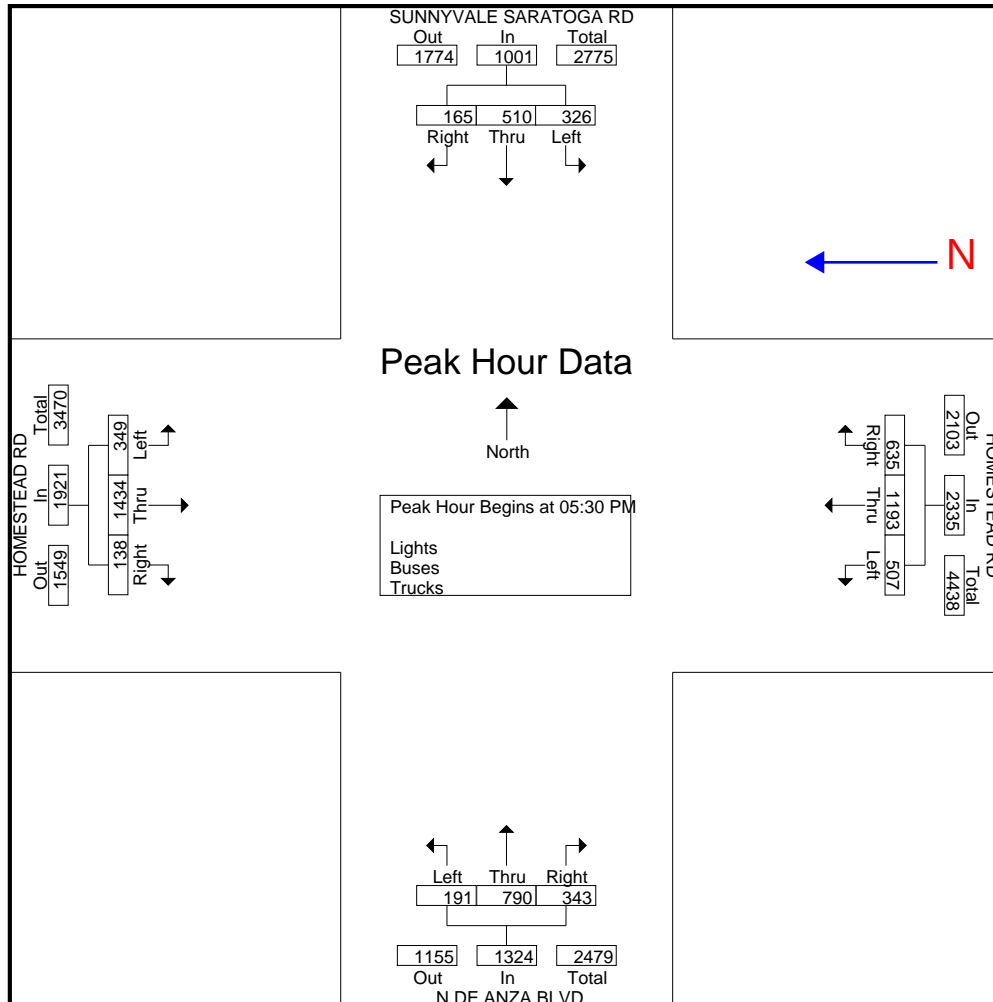 SUNNYVALE SARATOGA RD
Out In Total
1774 1001 2775
165 510 326
Right Thru Left
N
Peak Hour Data
North
Peak Hour Begins at 05:30 PM
Lights
Buses
Trucks
HOMESTEAD RD
Total In Out
3470 1921 1549
349 1434 138
Left Thru Right
HOMESTEAD RD
Out In Total
2103 2335 4438
635 1193 507
Right Thru Left
Left Thru Right
191 790 343
1155 1324 2479
Out In Total
N DE ANZA BLVD